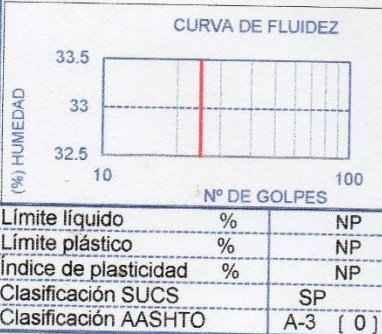 CURVA DE FLUIDEZ
33.5
33
32.5
(%) HUMEDAD
10
100
Nº DE GOLPES
Límite líquido % NP
Límite plástico % NP
Índice de plasticidad % NP
Clasificación SUCS SP
Clasificación AASHTO A-3 ( 0 )